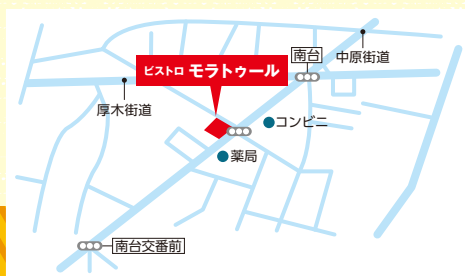 南台
中原街道
ビストロ モラトゥール
厚木街道
コンビニ
薬局
南台交番前